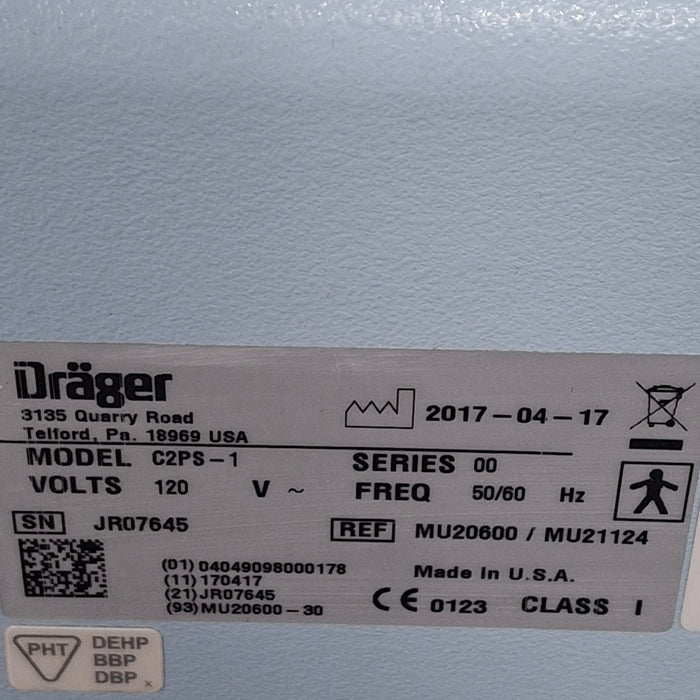 Dräger
3135 Quarry Road
Telford, Pa. 18969 USA
2017-04-17
MODEL C2PS-1 SERIES 00
VOLTS 120 V ~ FREQ 50/60 Hz
SN JR07645 REF MU20600 / MU21124
(01) 04049098000178
(11) 170417
(21) JR07645
(93) MU20600-30
Made in U.S.A.
CE 0123 CLASS I
PHT DEHP
BBP
DBP x